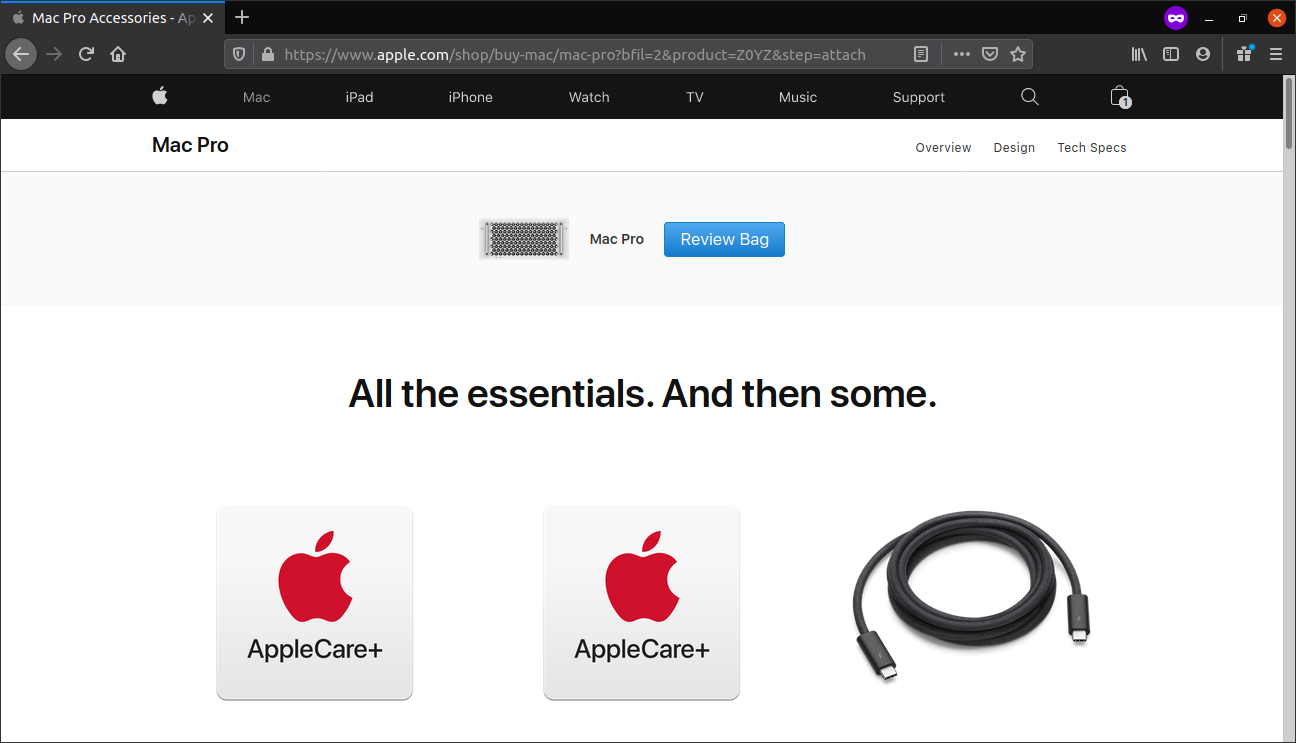 Mac Pro Accessories - Ap
https://www.apple.com/shop/buy-mac/mac-pro?bfil=2&product=Z0YZ&step=attach
Mac iPad iPhone Watch TV Music Support 1
Mac Pro Overview Design Tech Specs
Mac Pro Review Bag
All the essentials. And then some.
AppleCare+ AppleCare+